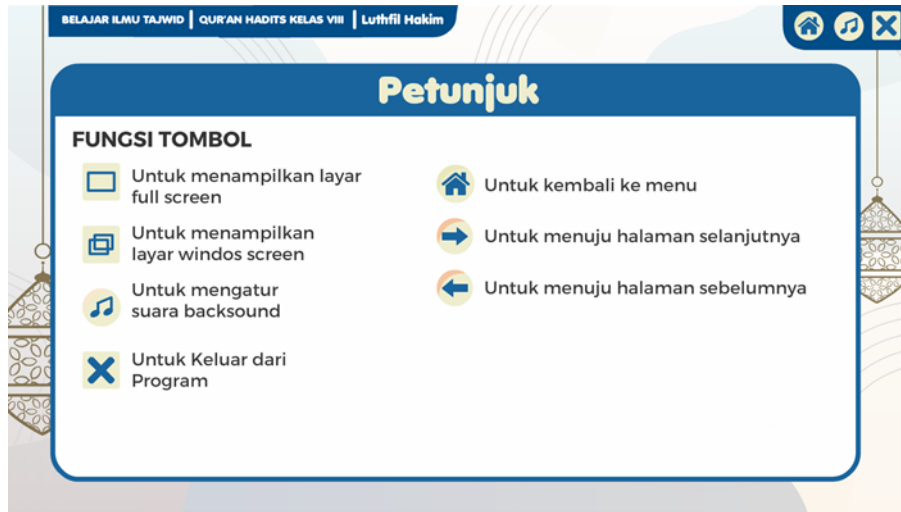 BELAJAR ILMU TAJWID | QUR'AN HADITS KELAS VIII | Luthfil Hakim
Petunjuk
FUNGSI TOMBOL
Untuk menampilkan layar
full screen
Untuk menampilkan
layar windos screen
Untuk mengatur
suara backsound
Untuk Keluar dari
Program
Untuk kembali ke menu
Untuk menuju halaman selanjutnya
Untuk menuju halaman sebelumnya